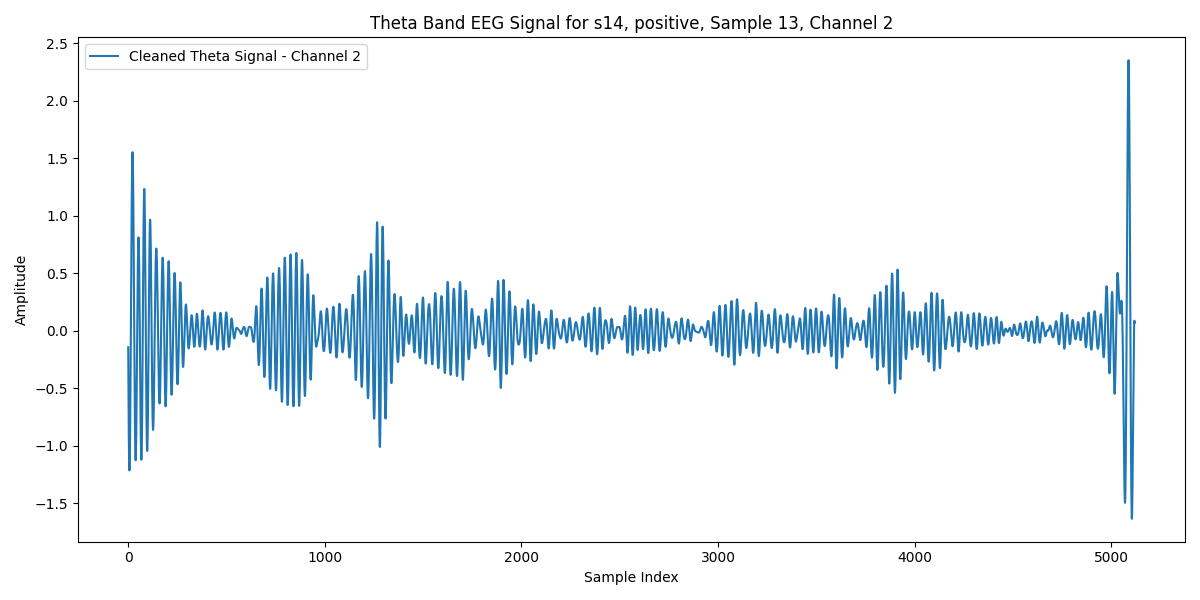 Theta Band EEG Signal for s14, positive, Sample 13, Channel 2
Cleaned Theta Signal - Channel 2
2.5
2.0
1.5
1.0
0.5
0.0
−0.5
−1.0
−1.5
Amplitude
0 1000 2000 3000 4000 5000
Sample Index